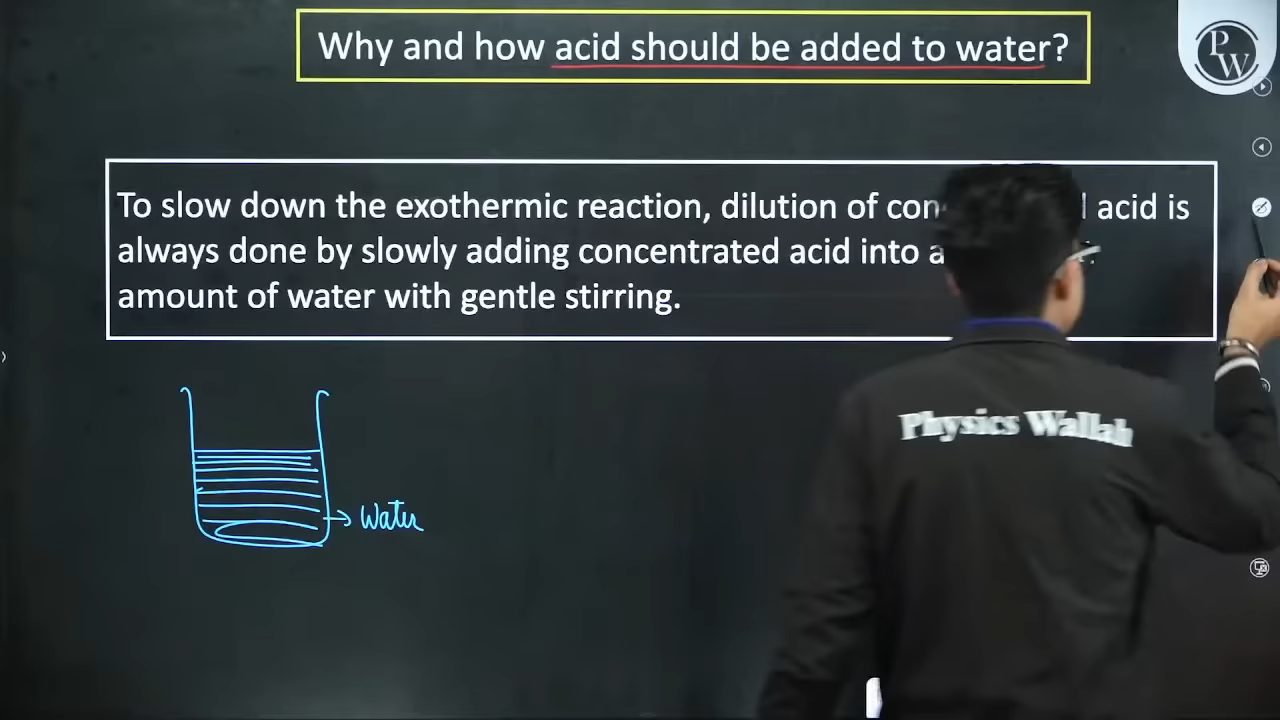 Why and how acid should be added to water?
PW
To slow down the exothermic reaction, dilution of acid is
always done by slowly adding concentrated acid into
amount of water with gentle stirring.
Physics Wallah
Water